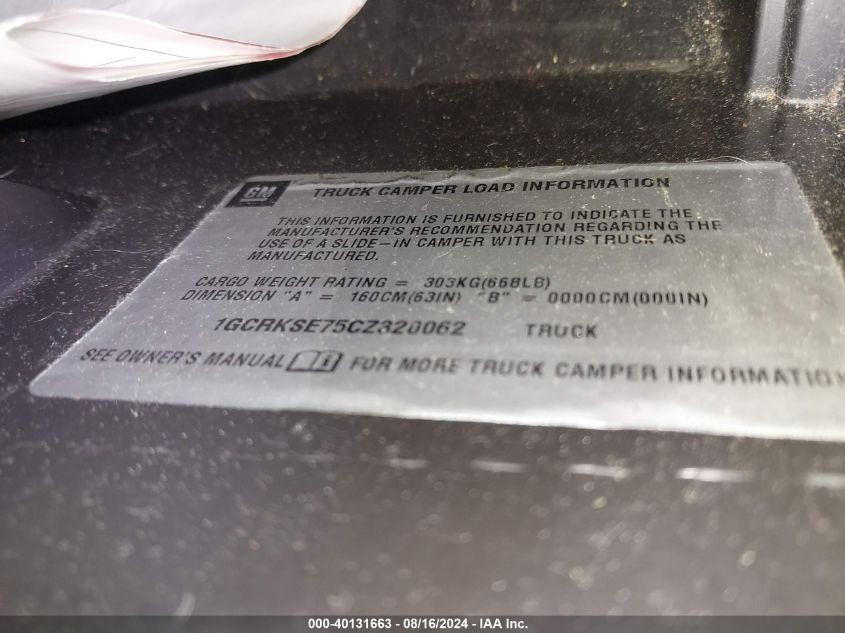 GM
TRUCK CAMPER LOAD INFORMATION
THIS INFORMATION IS FURNISHED TO INDICATE THE
MANUFACTURER'S RECOMMENDATION REGARDING THE
USE OF A SLIDE-IN CAMPER WITH THIS TRUCK AS
MANUFACTURED.
CARGO WEIGHT RATING = 303KG(668LB)
DIMENSION "A" = 160CM(63IN) "B" = 0000CM(000IN)
1GCRKSE75CZ320062 TRUCK
SEE OWNER'S MANUAL FOR MORE TRUCK CAMPER INFORMATION
000-40131663 - 08/16/2024 - IAA Inc.